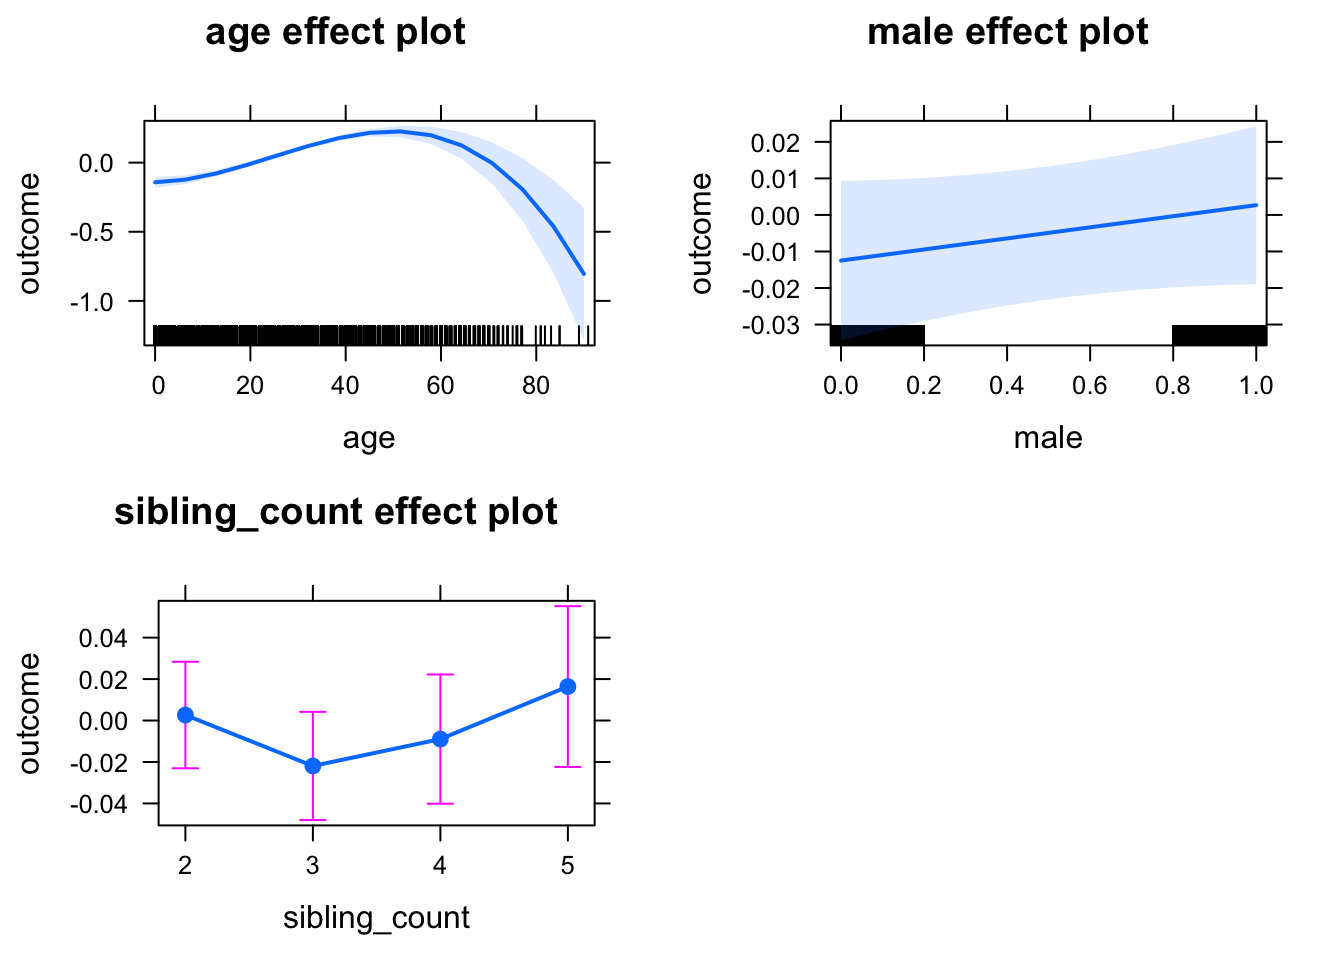 age effect plot
outcome
0.0
-0.5
-1.0
0 20 40 60 80
age
male effect plot
outcome
0.02
0.01
0.00
-0.01
-0.02
-0.03
0.0 0.2 0.4 0.6 0.8 1.0
male
sibling_count effect plot
outcome
0.04
0.02
0.00
-0.02
-0.04
2 3 4 5
sibling_count